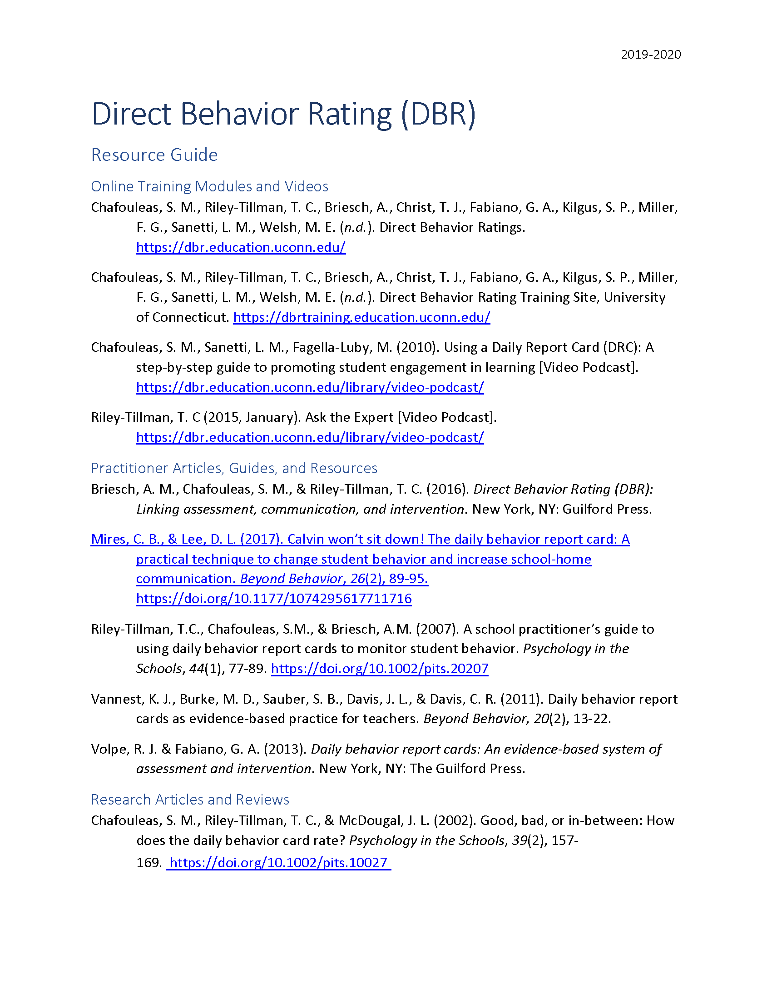 2019-2020
Direct Behavior Rating (DBR)
Resource Guide
Online Training Modules and Videos
Chafouleas, S. M., Riley-Tillman, T. C., Briesch, A., Christ, T. J., Fabiano, G. A., Kilgus, S. P., Miller,
F. G., Sanetti, L. M., Welsh, M. E. (n.d.). Direct Behavior Ratings.
https://dbr.education.uconn.edu/
Chafouleas, S. M., Riley-Tillman, T. C., Briesch, A., Christ, T. J., Fabiano, G. A., Kilgus, S. P., Miller,
F. G., Sanetti, L. M., Welsh, M. E. (n.d.). Direct Behavior Rating Training Site, University
of Connecticut. https://dbrtraining.education.uconn.edu/
Chafouleas, S. M., Sanetti, L. M., Fagella-Luby, M. (2010). Using a Daily Report Card (DRC): A
step-by-step guide to promoting student engagement in learning [Video Podcast].
https://dbr.education.uconn.edu/library/video-podcast/
Riley-Tillman, T. C (2015, January). Ask the Expert [Video Podcast].
https://dbr.education.uconn.edu/library/video-podcast/
Practitioner Articles, Guides, and Resources
Briesch, A. M., Chafouleas, S. M., & Riley-Tillman, T. C. (2016). Direct Behavior Rating (DBR):
Linking assessment, communication, and intervention. New York, NY: Guilford Press.
Mires, C. B., & Lee, D. L. (2017). Calvin won’t sit down! The daily behavior report card: A
practical technique to change student behavior and increase school-home
communication. Beyond Behavior, 26(2), 89-95.
https://doi.org/10.1177/1074295617711716
Riley-Tillman, T.C., Chafouleas, S.M., & Briesch, A.M. (2007). A school practitioner’s guide to
using daily behavior report cards to monitor student behavior. Psychology in the
Schools, 44(1), 77-89. https://doi.org/10.1002/pits.20207
Vannest, K. J., Burke, M. D., Sauber, S. B., Davis, J. L., & Davis, C. R. (2011). Daily behavior report
cards as evidence-based practice for teachers. Beyond Behavior, 20(2), 13-22.
Volpe, R. J. & Fabiano, G. A. (2013). Daily behavior report cards: An evidence-based system of
assessment and intervention. New York, NY: The Guilford Press.
Research Articles and Reviews
Chafouleas, S. M., Riley-Tillman, T. C., & McDougal, J. L. (2002). Good, bad, or in-between: How
does the daily behavior card rate? Psychology in the Schools, 39(2), 157-
169. https://doi.org/10.1002/pits.10027